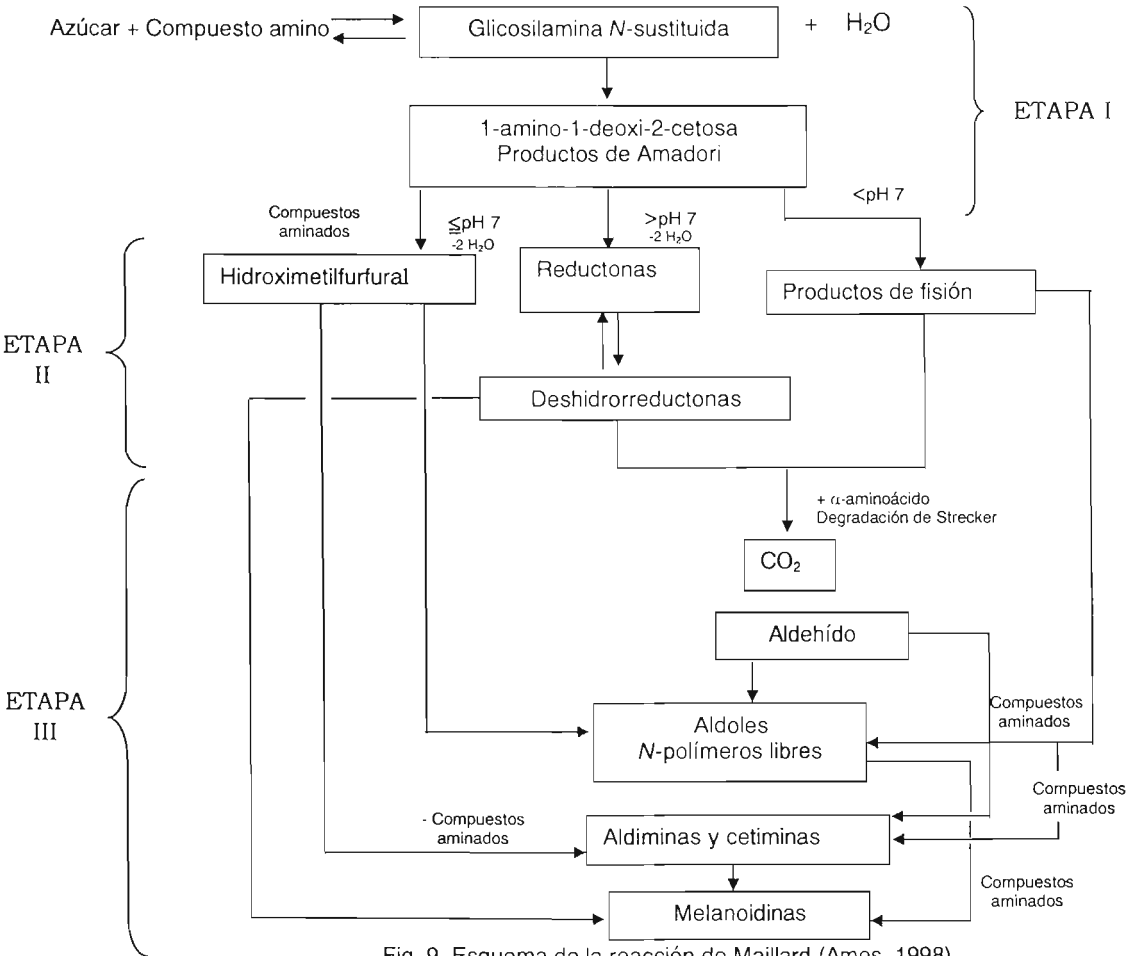 Azúcar + Compuesto amino
Glicosilamina N-sustituida
+ H₂O
ETAPA I
1-amino-1-deoxi-2-cetosa
Productos de Amadori
Compuestos
aminados
≤pH 7
-2 H₂O
>pH 7
-2 H₂O
<pH 7
Hidroximetilfurfural
Reductonas
Productos de fisión
ETAPA
II
Deshidrorreductonas
+ α-aminoácido
Degradación de Strecker
CO₂
Aldehído
ETAPA
III
Aldoles
N-polímeros libres
Compuestos
aminados
Compuestos
aminados
- Compuestos
aminados
Aldiminas y cetiminas
Compuestos
aminados
Melanoidinas
Fig. 9. Esquema de la reacción de Maillard (Ames, 1998)